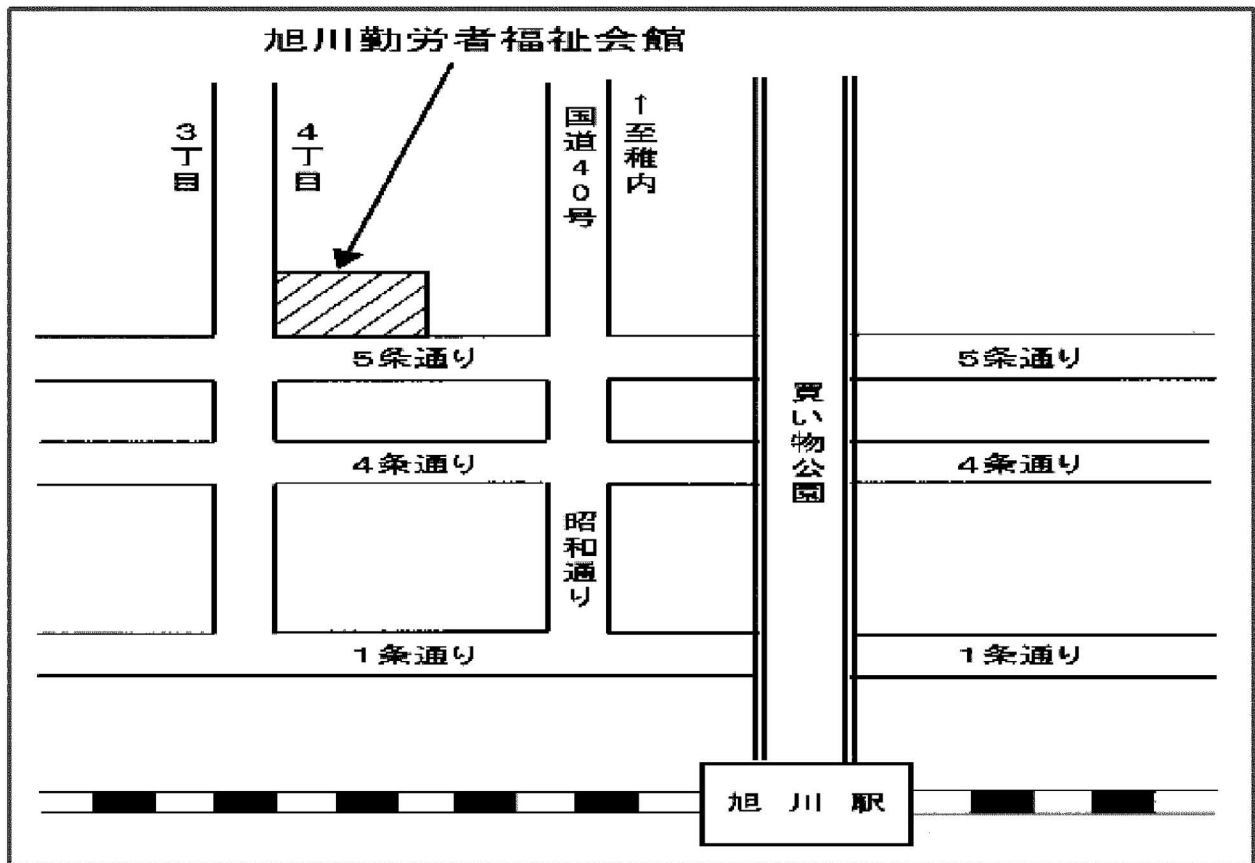 旭川勤労者福祉会館
3丁目
4丁目
国道40号
↑至稚内
5条通り
5条通り
買い物公園
4条通り
4条通り
昭和通り
1条通り
1条通り
旭川駅